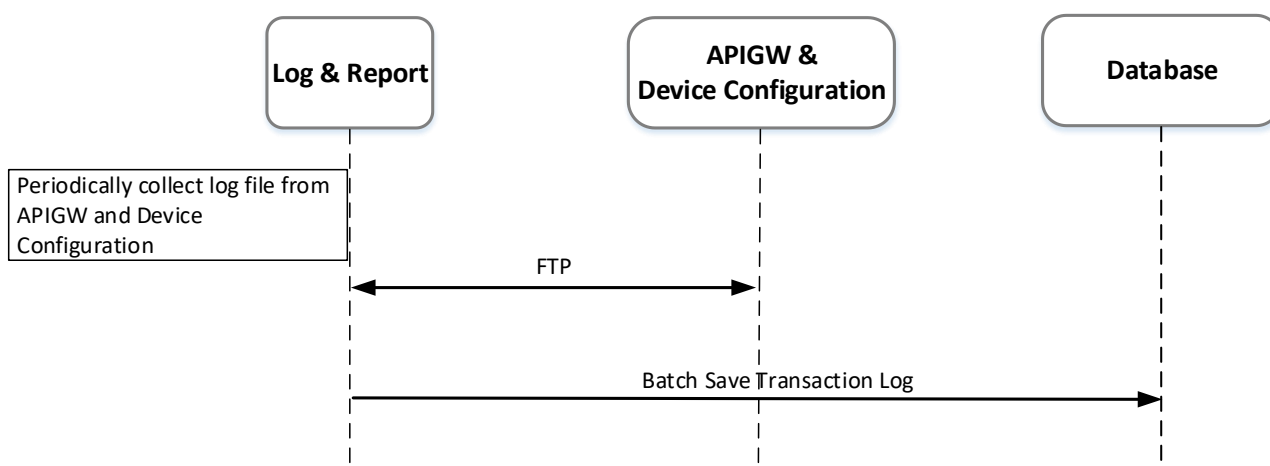 Log & Report
APIGW &
Device Configuration
Database
Periodically collect log file from
APIGW and Device
Configuration
FTP
Batch Save Transaction Log